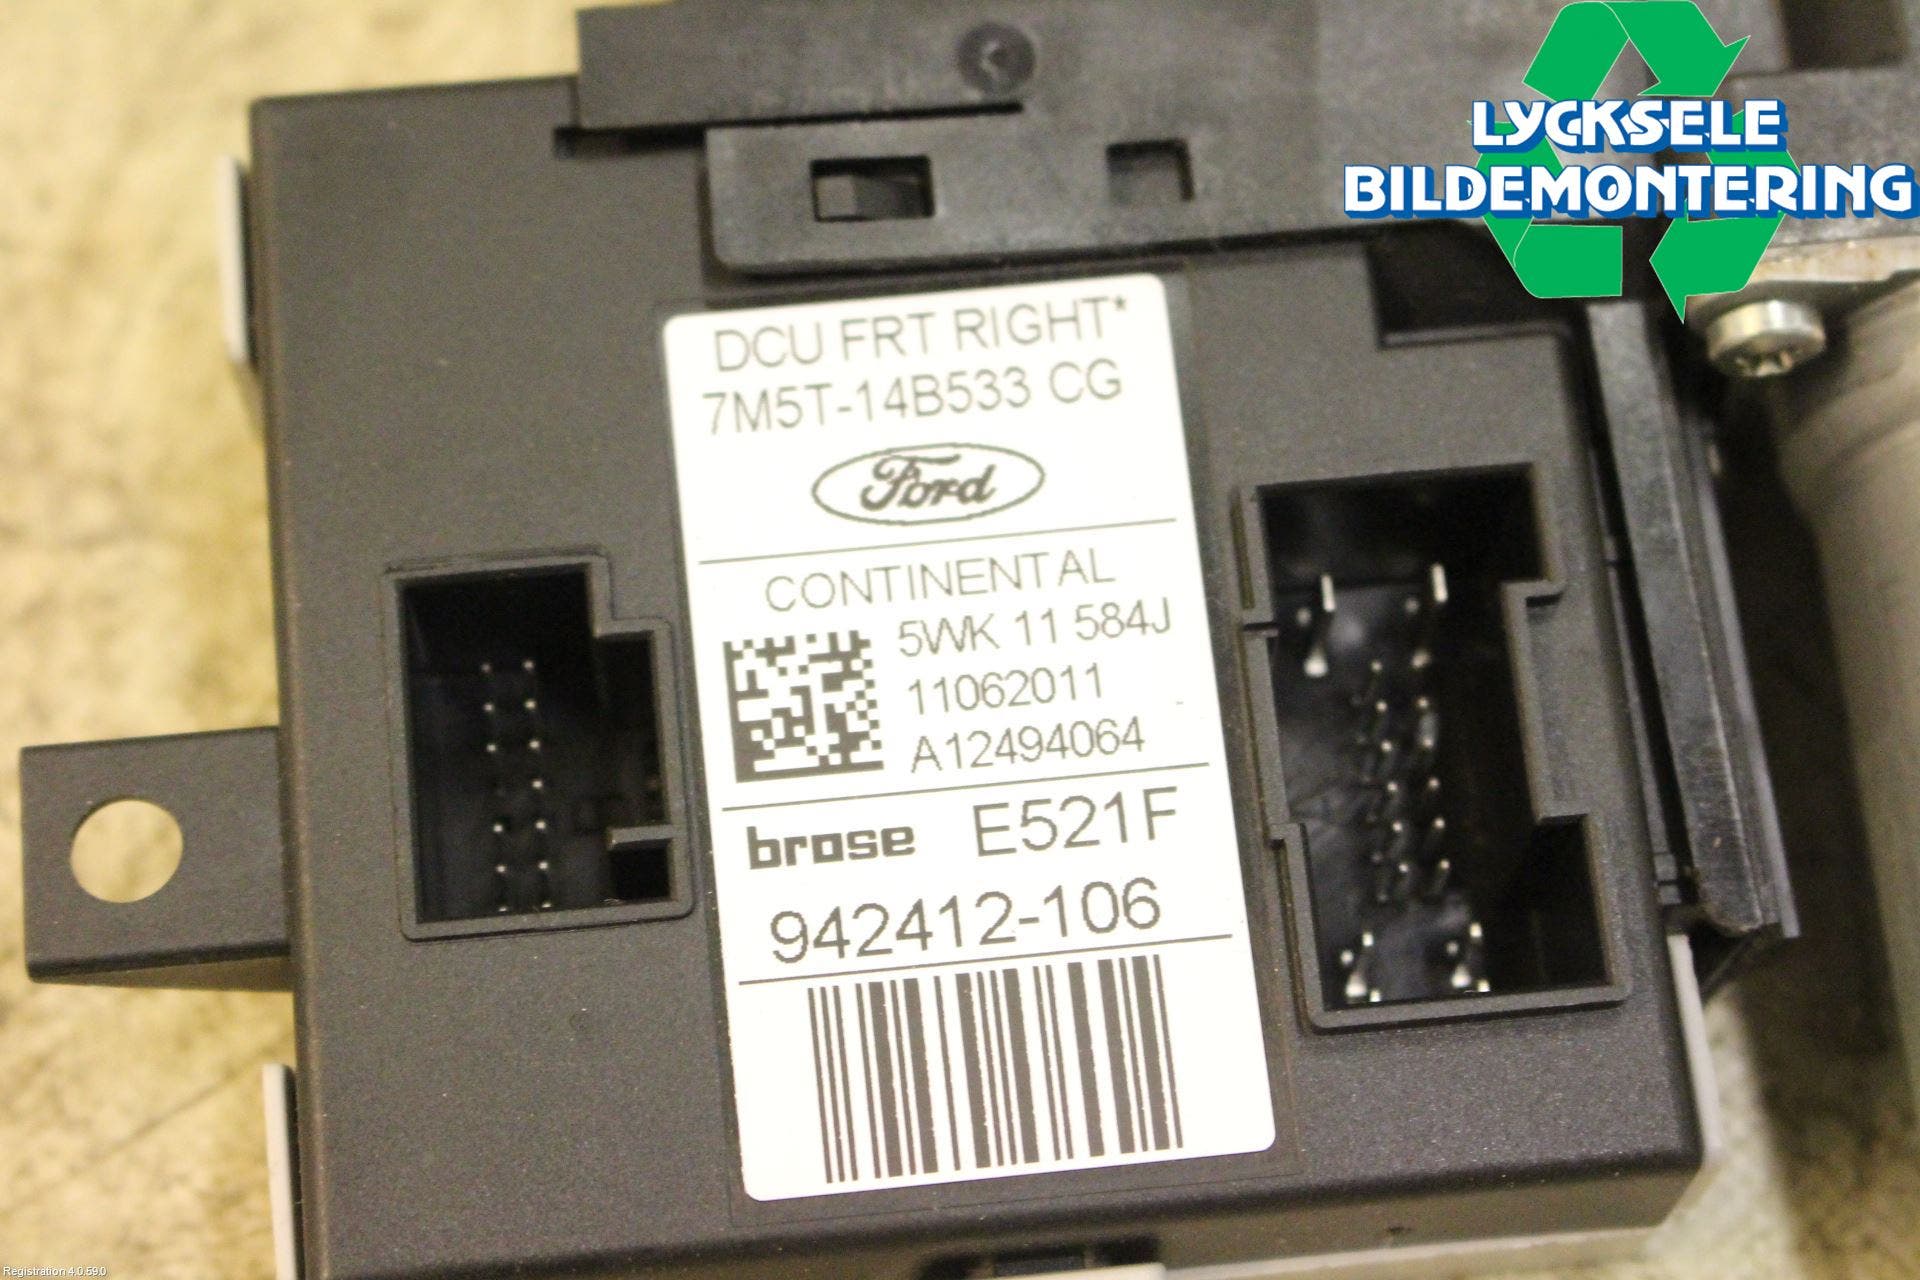 LYCKSELE
BILDEMONTERING
DCU FRT RIGHT*
7M5T-14B533 CG
Ford
CONTINENTAL
5WK 11 584J
11062011
A12494064
brose E521F
942412-106
Registration 4.0.59.0